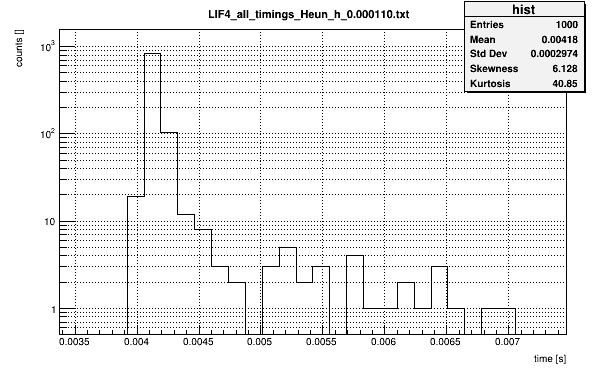 LIF4_all_timings_Heun_h_0.000110.txt
hist
Entries 1000
Mean 0.00418
Std Dev 0.0002974
Skewness 6.128
Kurtosis 40.85
counts []
10³
10²
10
1
0.0035 0.004 0.0045 0.005 0.0055 0.006 0.0065 0.007
time [s]